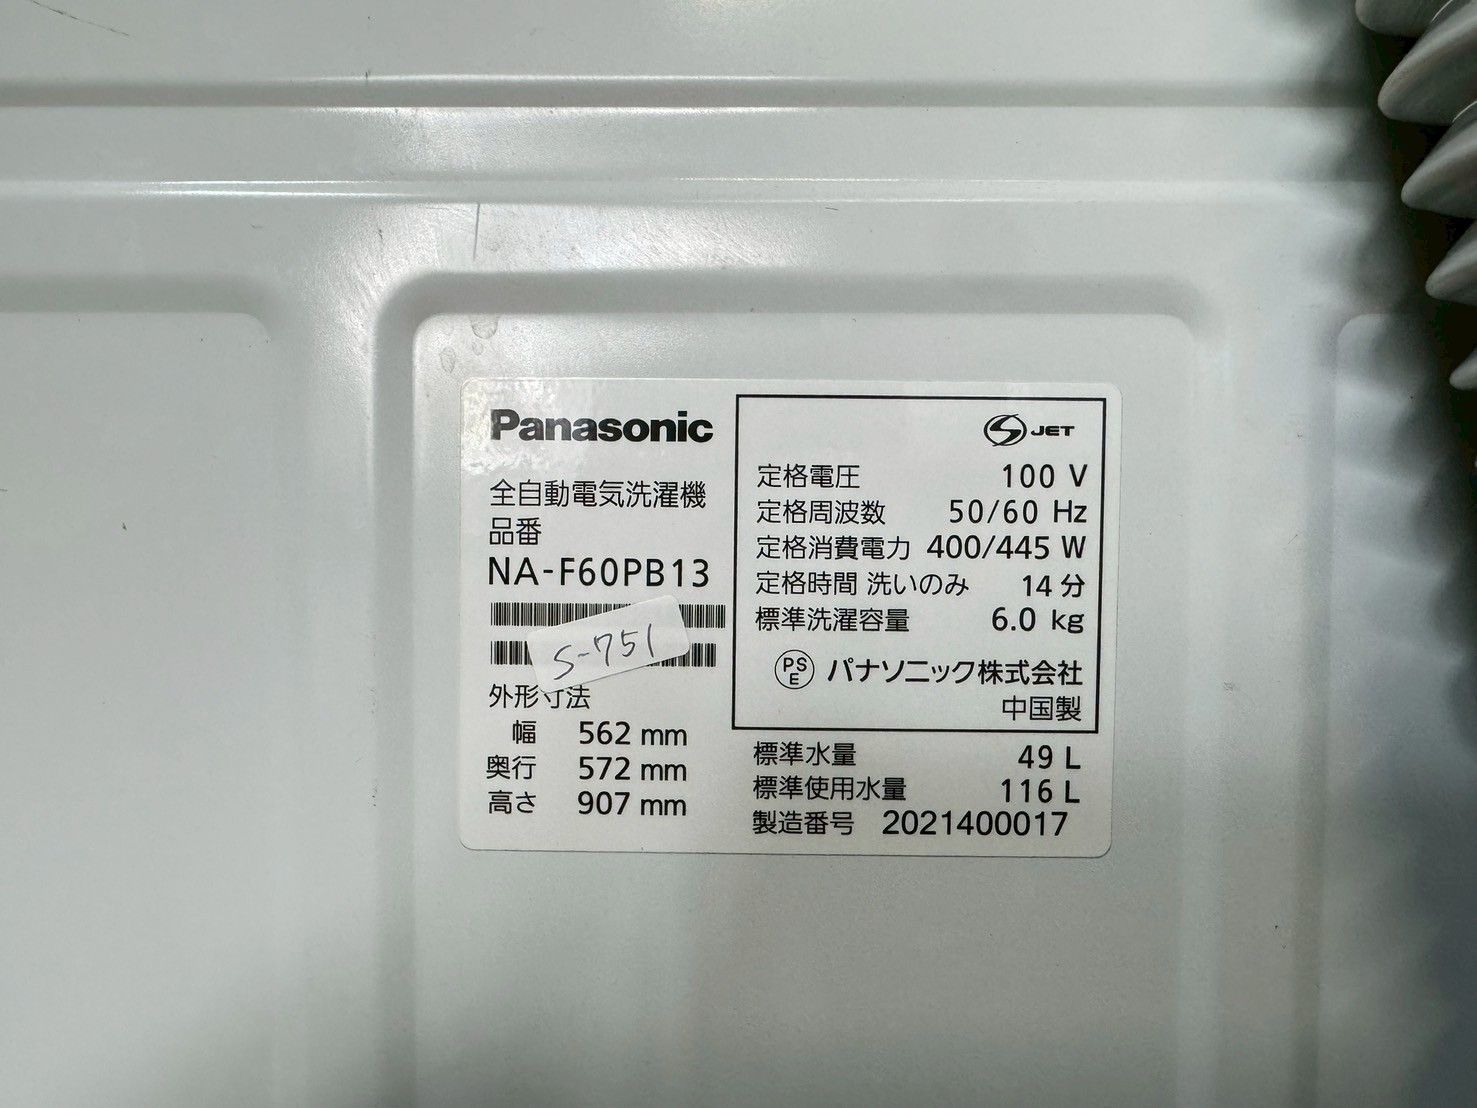 Panasonic
全自動電気洗濯機
品番
NA-F60PB13
S-751
外形寸法
幅 562 mm
奥行 572 mm
高さ 907 mm
S JET
定格電圧 100 V
定格周波数 50/60 Hz
定格消費電力 400/445 W
定格時間 洗いのみ 14 分
標準洗濯容量 6.0 kg
PSE パナソニック株式会社
中国製
標準水量 49 L
標準使用水量 116 L
製造番号 2021400017